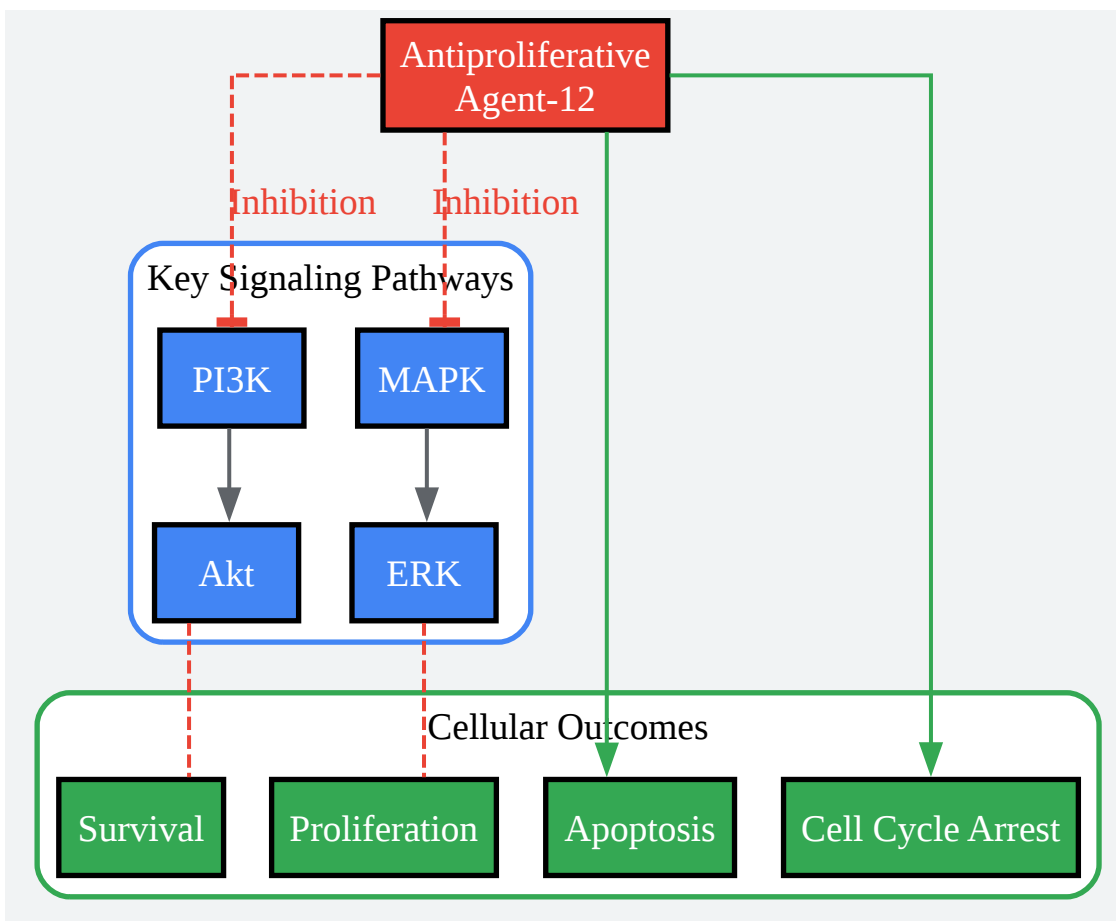 Antiproliferative
Agent-12
Inhibition
Inhibition
Key Signaling Pathways
PI3K
MAPK
Akt
ERK
Cellular Outcomes
Survival
Proliferation
Apoptosis
Cell Cycle Arrest